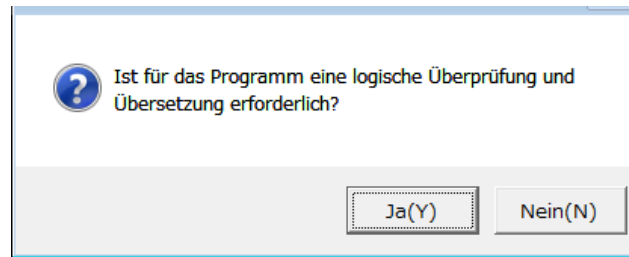 Ist für das Programm eine logische Überprüfung und
Übersetzung erforderlich?
Ja(Y)
Nein(N)